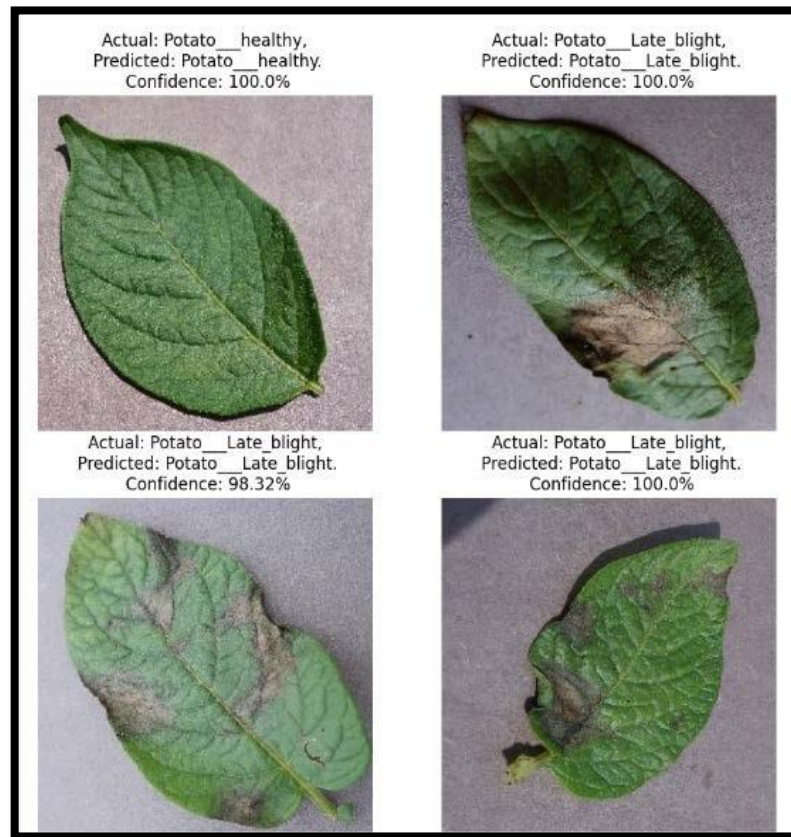 Actual: Potato___healthy,
Predicted: Potato___healthy.
Confidence: 100.0%
Actual: Potato___Late_blight,
Predicted: Potato___Late_blight.
Confidence: 100.0%
Actual: Potato___Late_blight,
Predicted: Potato___Late_blight.
Confidence: 98.32%
Actual: Potato___Late_blight,
Predicted: Potato___Late_blight.
Confidence: 100.0%